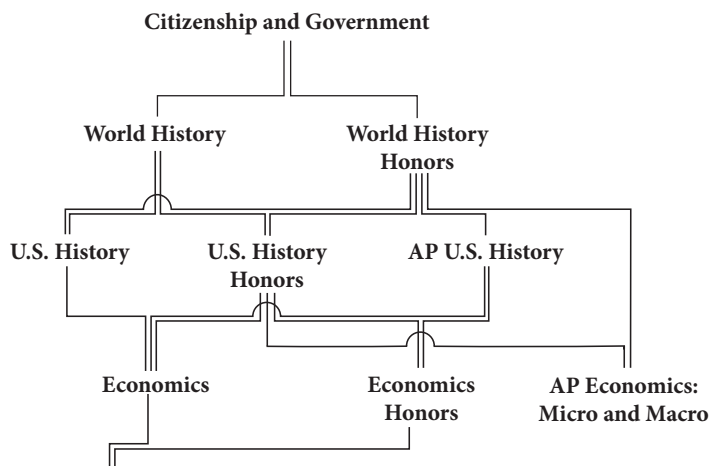 Citizenship and Government
World History
World History
Honors
U.S. History
U.S. History
Honors
AP U.S. History
Economics
Economics
Honors
AP Economics:
Micro and Macro